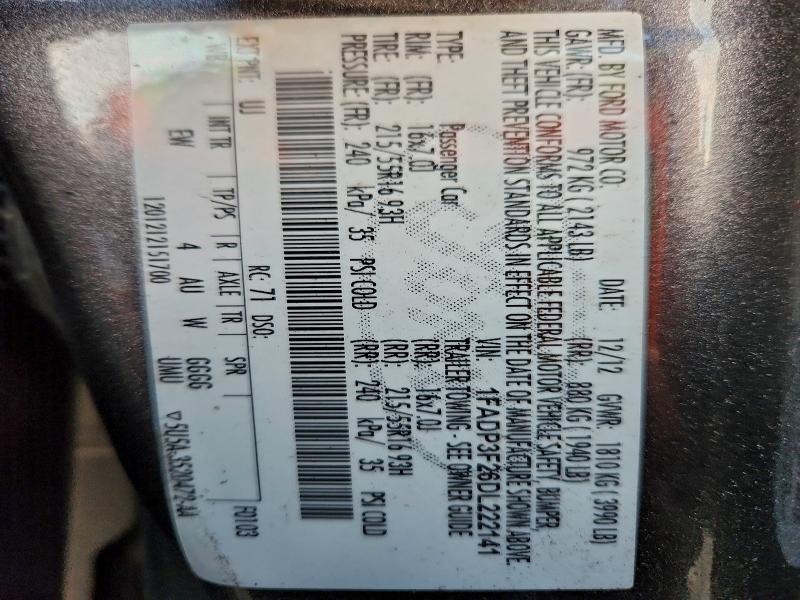 MFD. BY FORD MOTOR CO. DATE: 12/12 GVWR: 1810 KG ( 3990 LB)
GAWR: (FR): 972 KG ( 2143 LB) (RR): 880 KG ( 1940 LB)
THIS VEHICLE CONFORMS TO ALL APPLICABLE FEDERAL MOTOR VEHICLE SAFETY, BUMPER,
AND THEFT PREVENTION STANDARDS IN EFFECT ON THE DATE OF MANUFACTURE SHOWN ABOVE.
VIN: 1FADP3F26DL222141
TYPE: Passenger Car TRAILER TOWING - SEE OWNER GUIDE
RIM: (FR): 16x7.0J (RR): 16x7.0J
TIRE: (FR): 215/55R16 93H (RR): 215/55R16 93H
PRESSURE: (FR): 240 kPa/ 35 PSI COLD (RR): 240 kPa/ 35 PSI COLD
EXT PNT: UJ RC: 71 DSO: F0103
WB INT TR TP/PS R AXLE TR SPR
EW 4 AU W GGGG
1201212151700 UMU